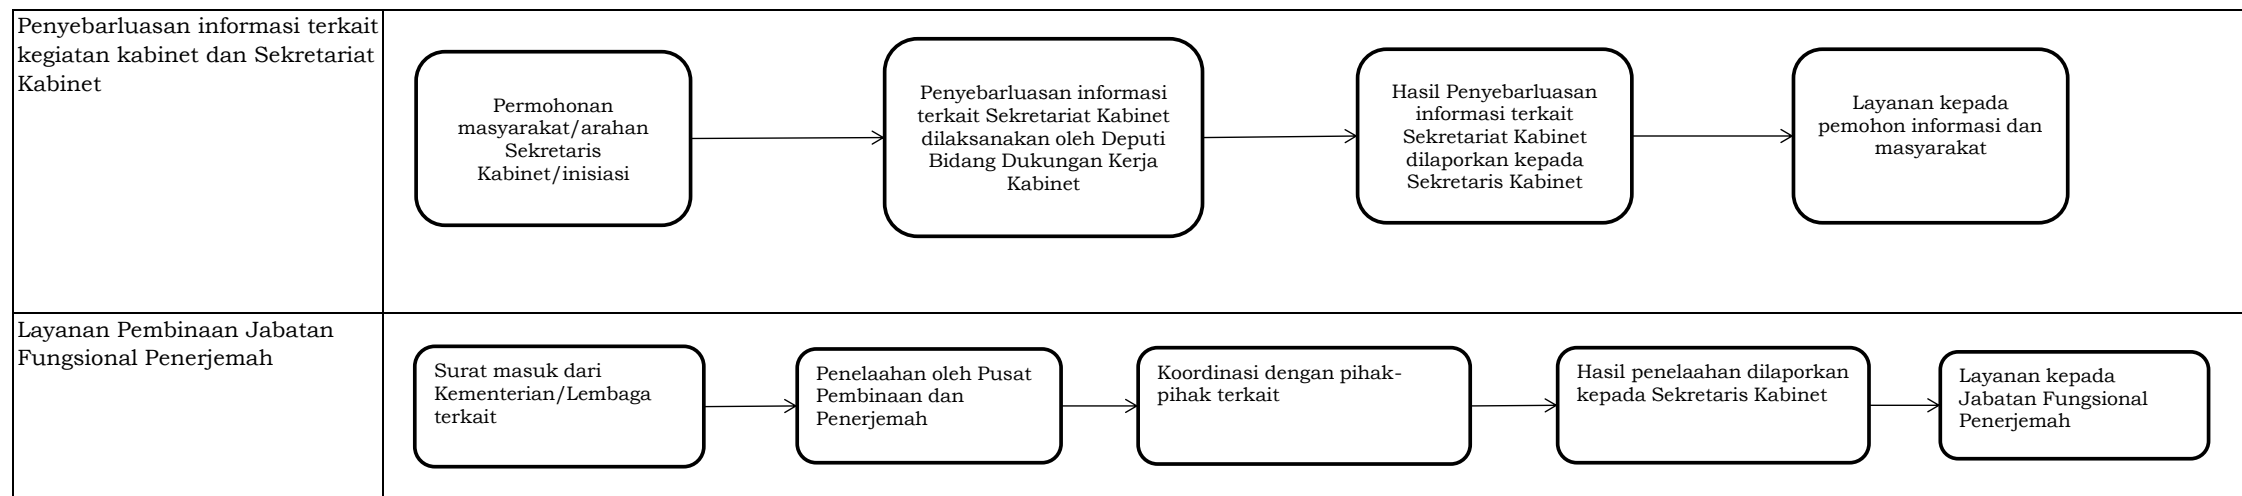 Penyebarluasan informasi terkait
kegiatan kabinet dan Sekretariat
Kabinet
Permohonan
masyarakat/arahan
Sekretaris
Kabinet/inisiasi
Penyebarluasan informasi
terkait Sekretariat Kabinet
dilaksanakan oleh Deputi
Bidang Dukungan Kerja
Kabinet
Hasil Penyebarluasan
informasi terkait
Sekretariat Kabinet
dilaporkan kepada
Sekretaris Kabinet
Layanan kepada
pemohon informasi dan
masyarakat
Layanan Pembinaan Jabatan
Fungsional Penerjemah
Surat masuk dari
Kementerian/Lembaga
terkait
Penelaahan oleh Pusat
Pembinaan dan
Penerjemah
Koordinasi dengan pihak-
pihak terkait
Hasil penelaahan dilaporkan
kepada Sekretaris Kabinet
Layanan kepada
Jabatan Fungsional
Penerjemah